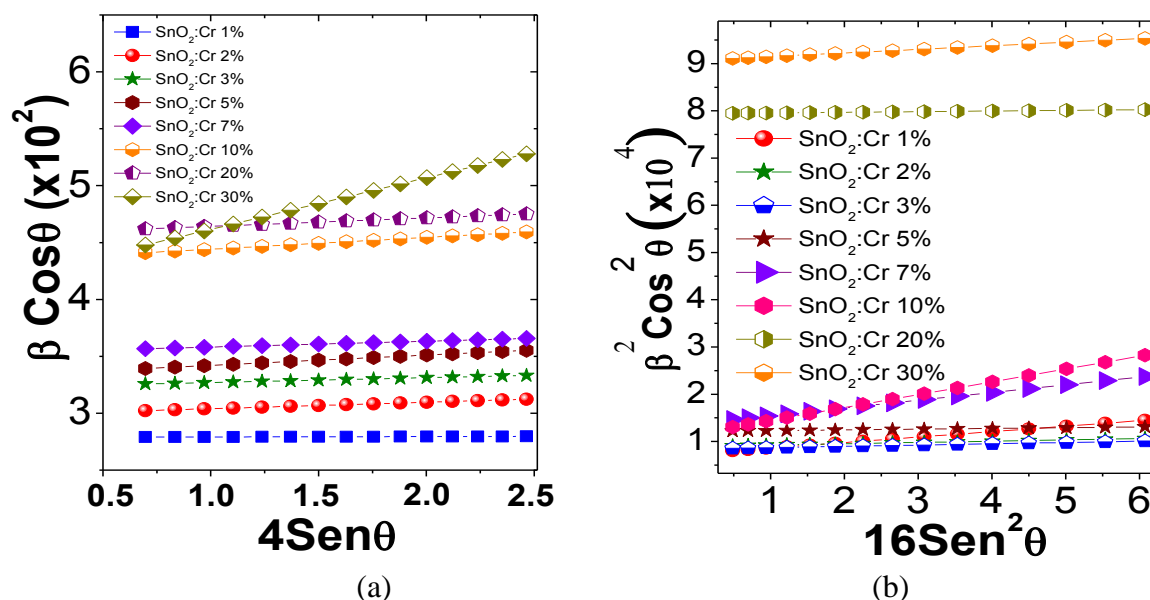 SnO2:Cr 1%
SnO2:Cr 2%
SnO2:Cr 3%
SnO2:Cr 5%
SnO2:Cr 7%
SnO2:Cr 10%
SnO2:Cr 20%
SnO2:Cr 30%
6
5
4
3
β Cosθ (x10²)
0.5 1.0 1.5 2.0 2.5
4Senθ
(a)
9
8
7
6
5
4
3
2
1
SnO2:Cr 1%
SnO2:Cr 2%
SnO2:Cr 3%
SnO2:Cr 5%
SnO2:Cr 7%
SnO2:Cr 10%
SnO2:Cr 20%
SnO2:Cr 30%
β² Cos² θ (x10⁴)
1 2 3 4 5 6
16Sen²θ
(b)